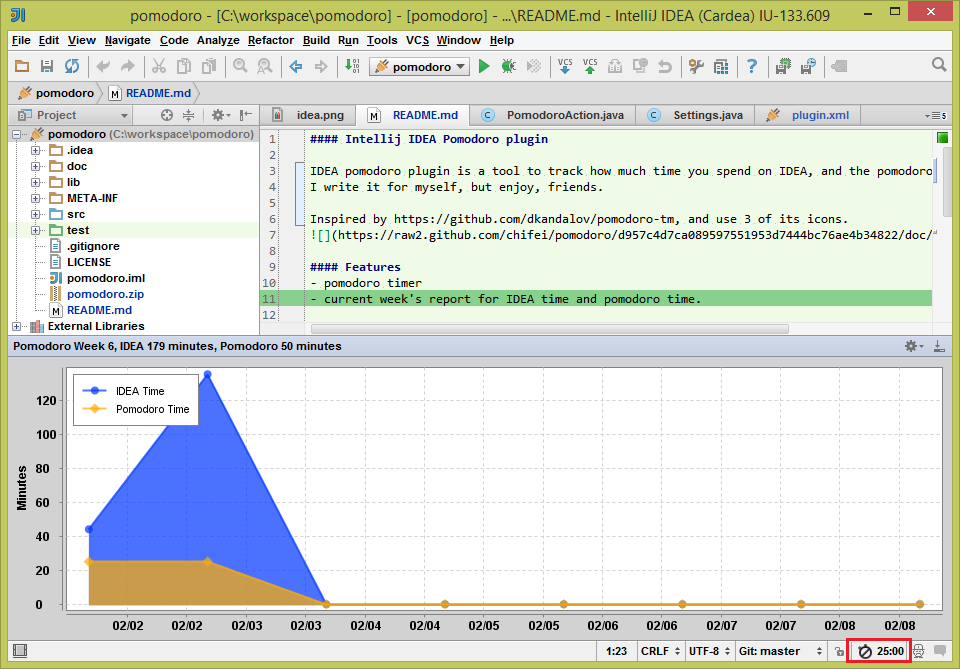 pomodoro - [C:\workspace\pomodoro] - [pomodoro] - ...\README.md - IntelliJ IDEA (Cardea) IU-133.609
File Edit View Navigate Code Analyze Refactor Build Run Tools VCS Window Help
pomodoro VCS VCS ?
pomodoro README.md
Project
idea.png README.md PomodoroAction.java Settings.java plugin.xml
pomodoro (C:\workspace\pomodoro)
.idea
doc
lib
META-INF
src
test
.gitignore
LICENSE
pomodoro.iml
pomodoro.zip
README.md
External Libraries
1 #### Intellij IDEA Pomodoro plugin
2
3 IDEA pomodoro plugin is a tool to track how much time you spend on IDEA, and the pomodoro
4 I write it for myself, but enjoy, friends.
5
6 Inspired by https://github.com/dkandalov/pomodoro-tm, and use 3 of its icons.
7 ![](https://raw2.github.com/chifei/pomodoro/d957c4d7ca089597551953d7444bc76ae4b34822/doc/
8
9 #### Features
10 - pomodoro timer
11 - current week's report for IDEA time and pomodoro time.
12
Pomodoro Week 6, IDEA 179 minutes, Pomodoro 50 minutes
IDEA Time
Pomodoro Time
Minutes
120
100
80
60
40
20
0
02/02 02/02 02/03 02/03 02/04 02/04 02/05 02/05 02/06 02/06 02/07 02/07 02/08 02/08
1:23 CRLF UTF-8 Git: master 25:00